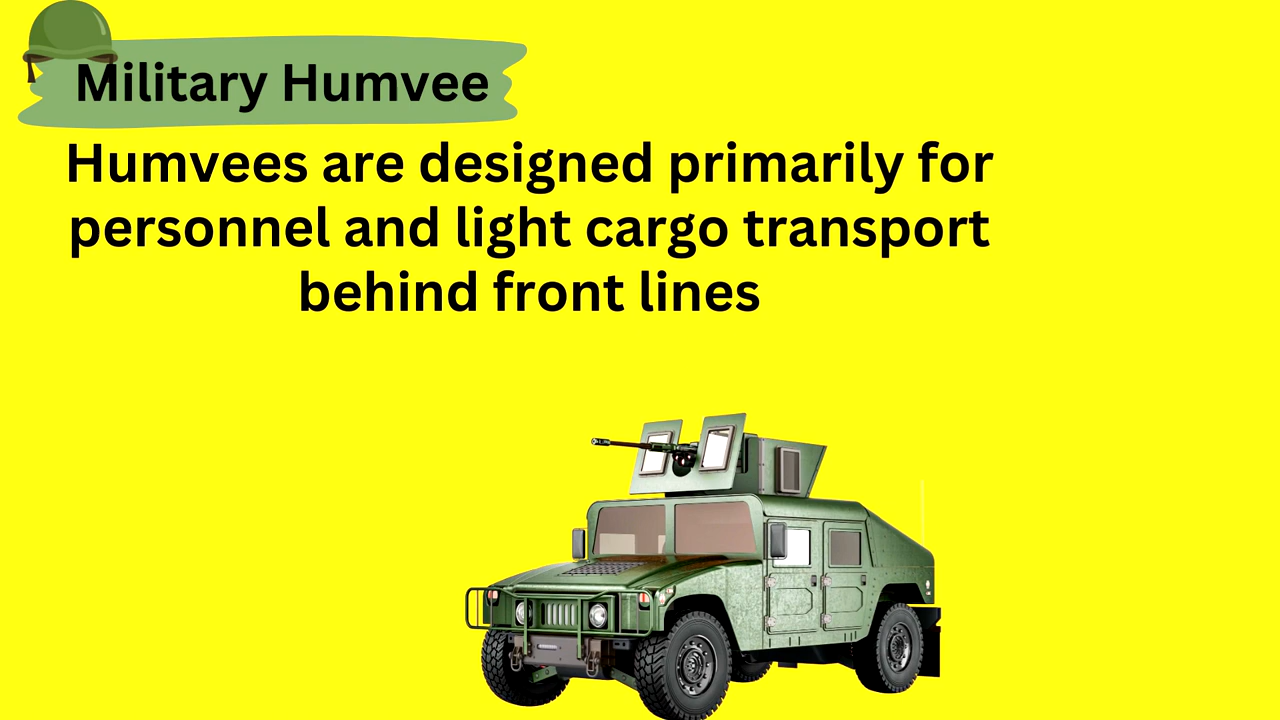 Military Humvee
Humvees are designed primarily for
personnel and light cargo transport
behind front lines